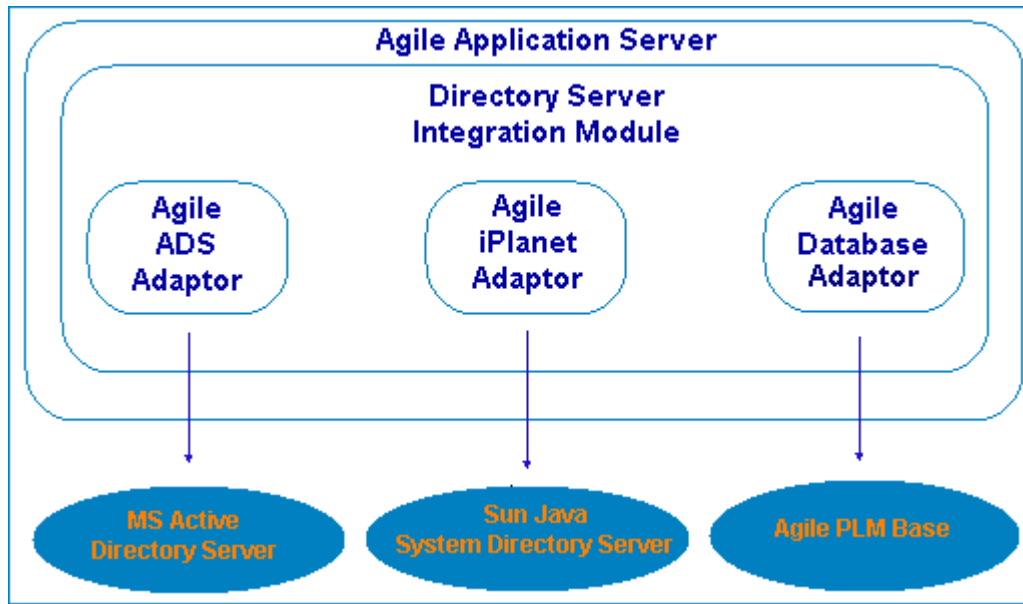 Agile Application Server
Directory Server
Integration Module
Agile
ADS
Adaptor
Agile
iPlanet
Adaptor
Agile
Database
Adaptor
MS Active
Directory Server
Sun Java
System Directory Server
Agile PLM Base